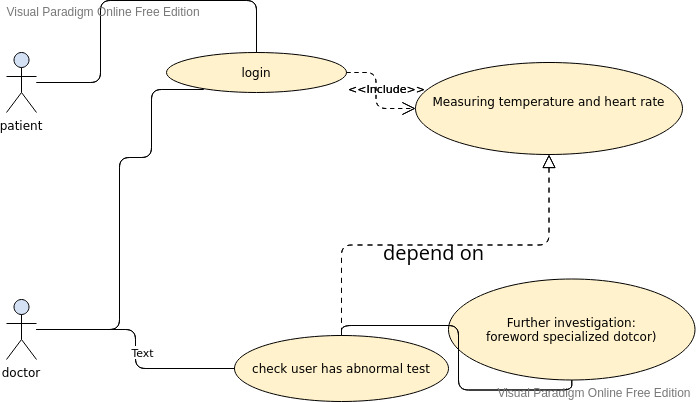 Visual Paradigm Online Free Edition
login
<<Include>>
Measuring temperature and heart rate
patient
depend on
Further investigation:
foreword specialized dotcor)
Text
doctor
check user has abnormal test
Visual Paradigm Online Free Edition